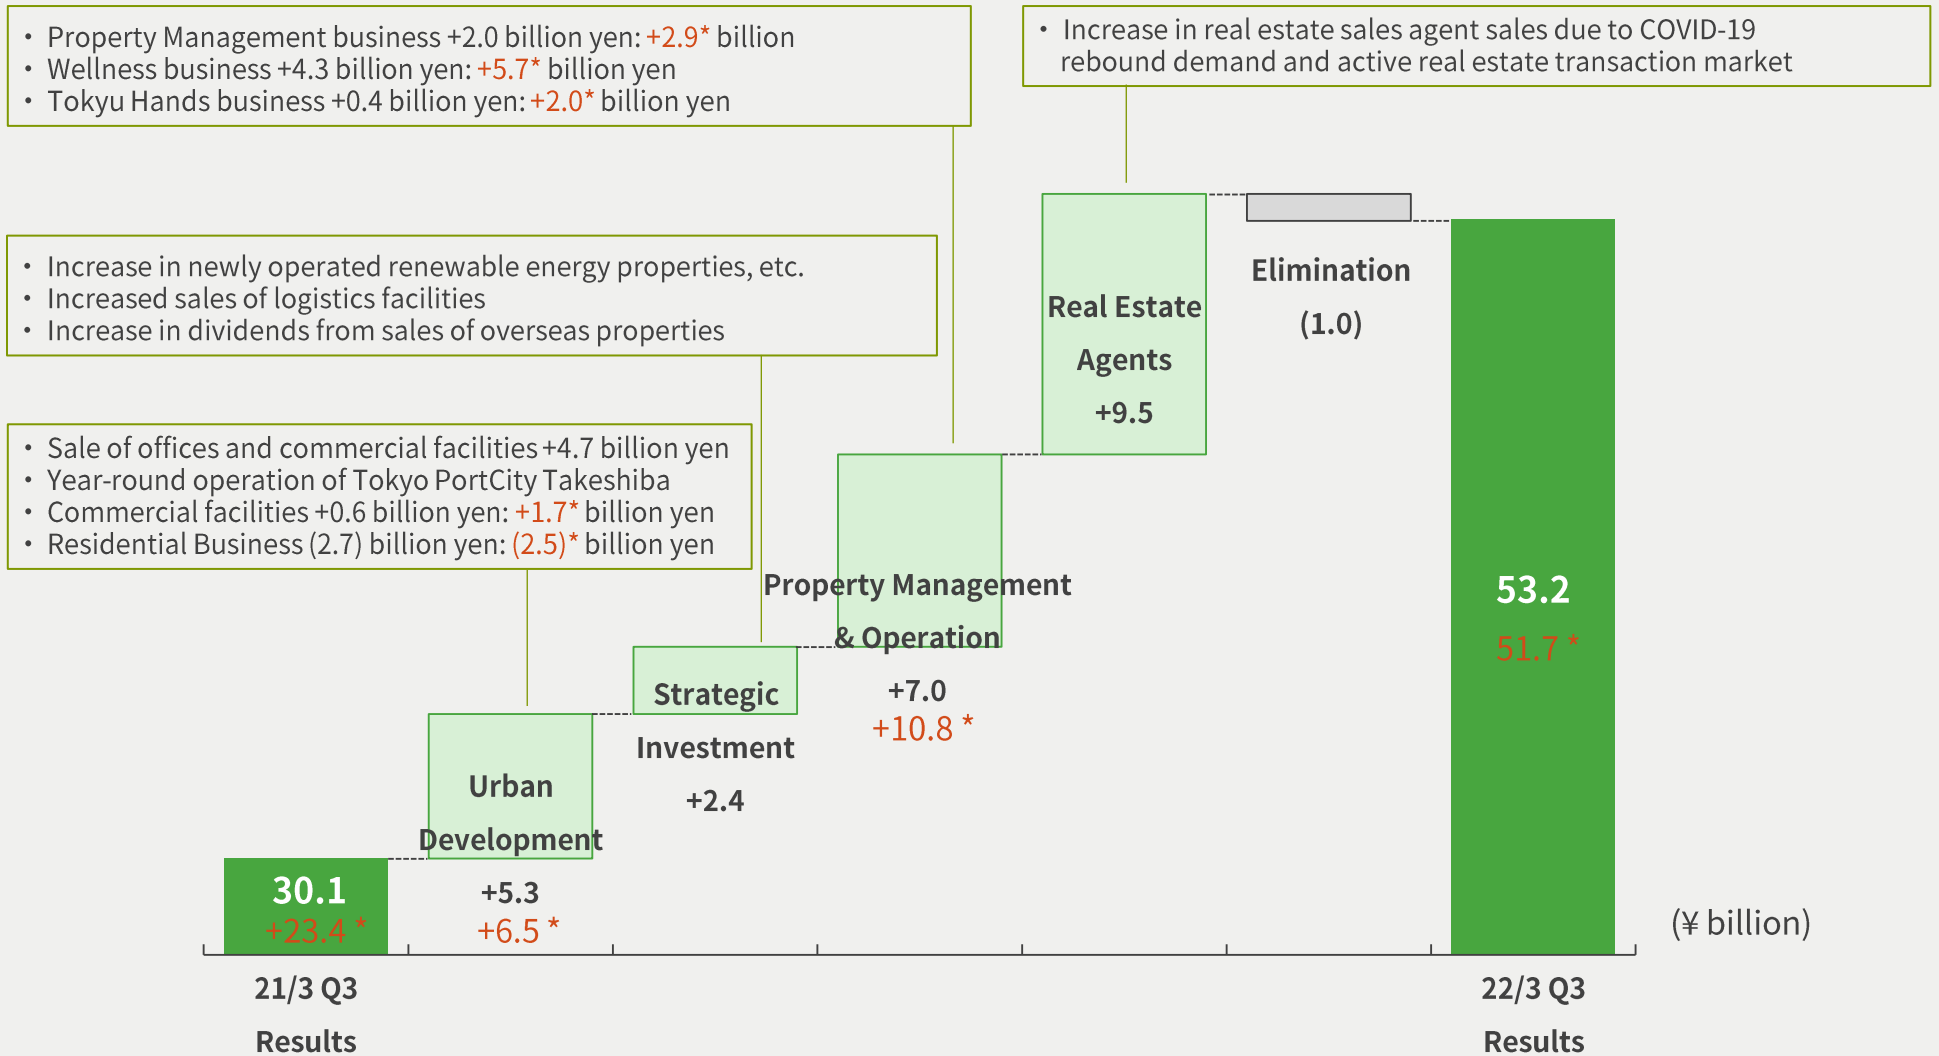 ・ Property Management business +2.0 billion yen: +2.9* billion
・ Wellness business +4.3 billion yen: +5.7* billion yen
・ Tokyu Hands business +0.4 billion yen: +2.0* billion yen
・ Increase in real estate sales agent sales due to COVID-19
rebound demand and active real estate transaction market
・ Increase in newly operated renewable energy properties, etc.
・ Increased sales of logistics facilities
・ Increase in dividends from sales of overseas properties
・ Sale of offices and commercial facilities +4.7 billion yen
・ Year-round operation of Tokyo PortCity Takeshiba
・ Commercial facilities +0.6 billion yen: +1.7* billion yen
・ Residential Business (2.7) billion yen: (2.5)* billion yen
30.1
+23.4 *
21/3 Q3
Results
Urban
Development
+5.3
+6.5 *
Strategic
Investment
+2.4
Property Management
& Operation
+7.0
+10.8 *
Real Estate
Agents
+9.5
Elimination
(1.0)
53.2
51.7 *
22/3 Q3
Results
(¥ billion)